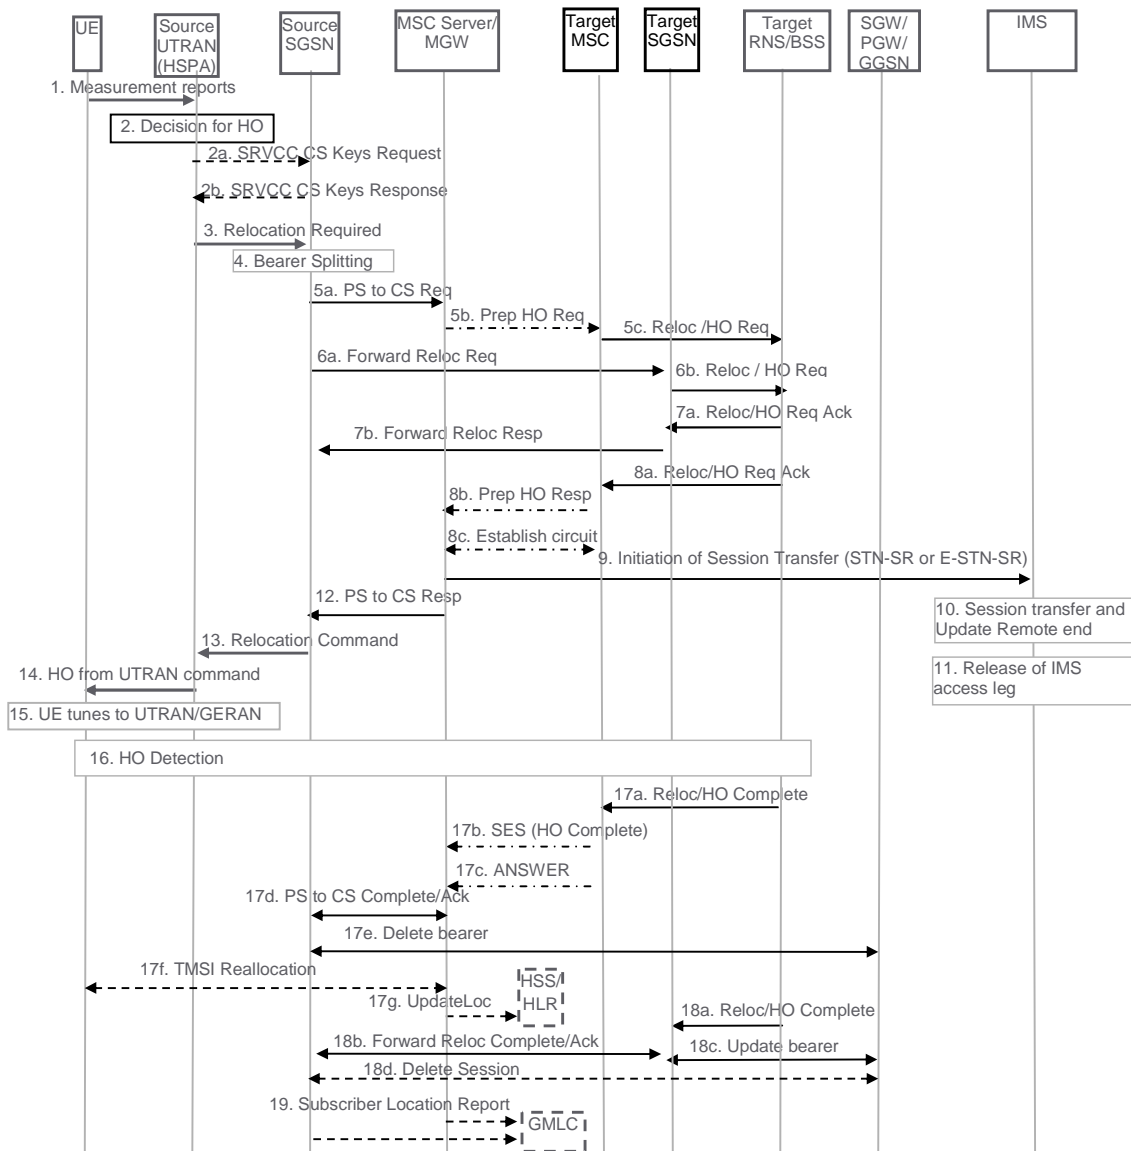 UE
Source
UTRAN
(HSPA)
Source
SGSN
MSC Server/
MGW
Target
MSC
Target
SGSN
Target
RNS/BSS
SGW/
PGW/
GGSN
IMS
1. Measurement reports
2. Decision for HO
2a. SRVCC CS Keys Request
2b. SRVCC CS Keys Response
3. Relocation Required
4. Bearer Splitting
5a. PS to CS Req
5b. Prep HO Req
5c. Reloc /HO Req
6a. Forward Reloc Req
6b. Reloc / HO Req
7a. Reloc/HO Req Ack
7b. Forward Reloc Resp
8a. Reloc/HO Req Ack
8b. Prep HO Resp
8c. Establish circuit
9. Initiation of Session Transfer (STN-SR or E-STN-SR)
12. PS to CS Resp
10. Session transfer and
Update Remote end
13. Relocation Command
11. Release of IMS
access leg
14. HO from UTRAN command
15. UE tunes to UTRAN/GERAN
16. HO Detection
17a. Reloc/HO Complete
17b. SES (HO Complete)
17c. ANSWER
17d. PS to CS Complete/Ack
17e. Delete bearer
17f. TMSI Reallocation
HSS/
HLR
17g. UpdateLoc
18a. Reloc/HO Complete
18b. Forward Reloc Complete/Ack
18c. Update bearer
18d. Delete Session
19. Subscriber Location Report
GMLC